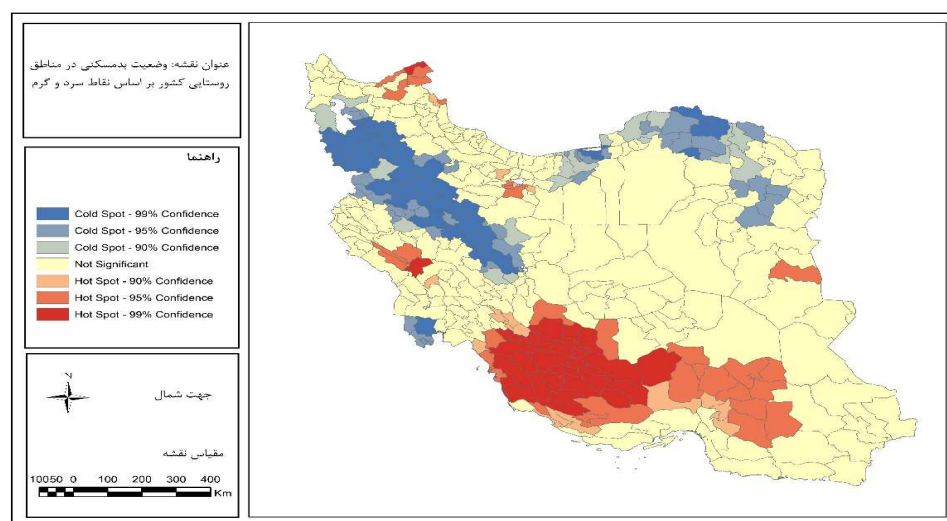 عنوان نقشه: وضعیت بدمسکنی در مناطق
روستایی کشور بر اساس نقاط سرد و گرم
راهنما
Cold Spot - 99% Confidence
Cold Spot - 95% Confidence
Cold Spot - 90% Confidence
Not Significant
Hot Spot - 90% Confidence
Hot Spot - 95% Confidence
Hot Spot - 99% Confidence
N
جهت شمال
مقیاس نقشه
10050 0 100 200 300 400
Km